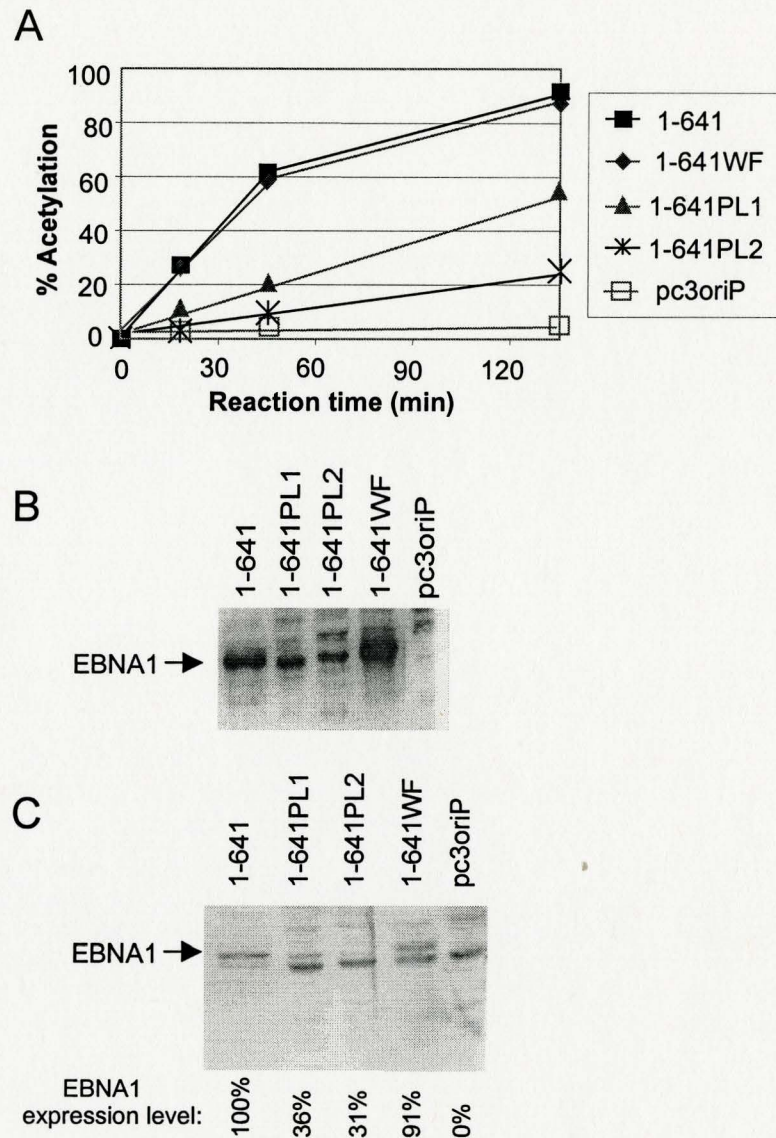 A
100
80
60
40
20
0
% Acetylation
0 30 60 90 120
Reaction time (min)
1-641
1-641WF
1-641PL1
1-641PL2
pc3oriP
B
1-641
1-641PL1
1-641PL2
1-641WF
pc3oriP
EBNA1
C
1-641
1-641PL1
1-641PL2
1-641WF
pc3oriP
EBNA1
EBNA1
expression level:
100%
36%
31%
91%
0%